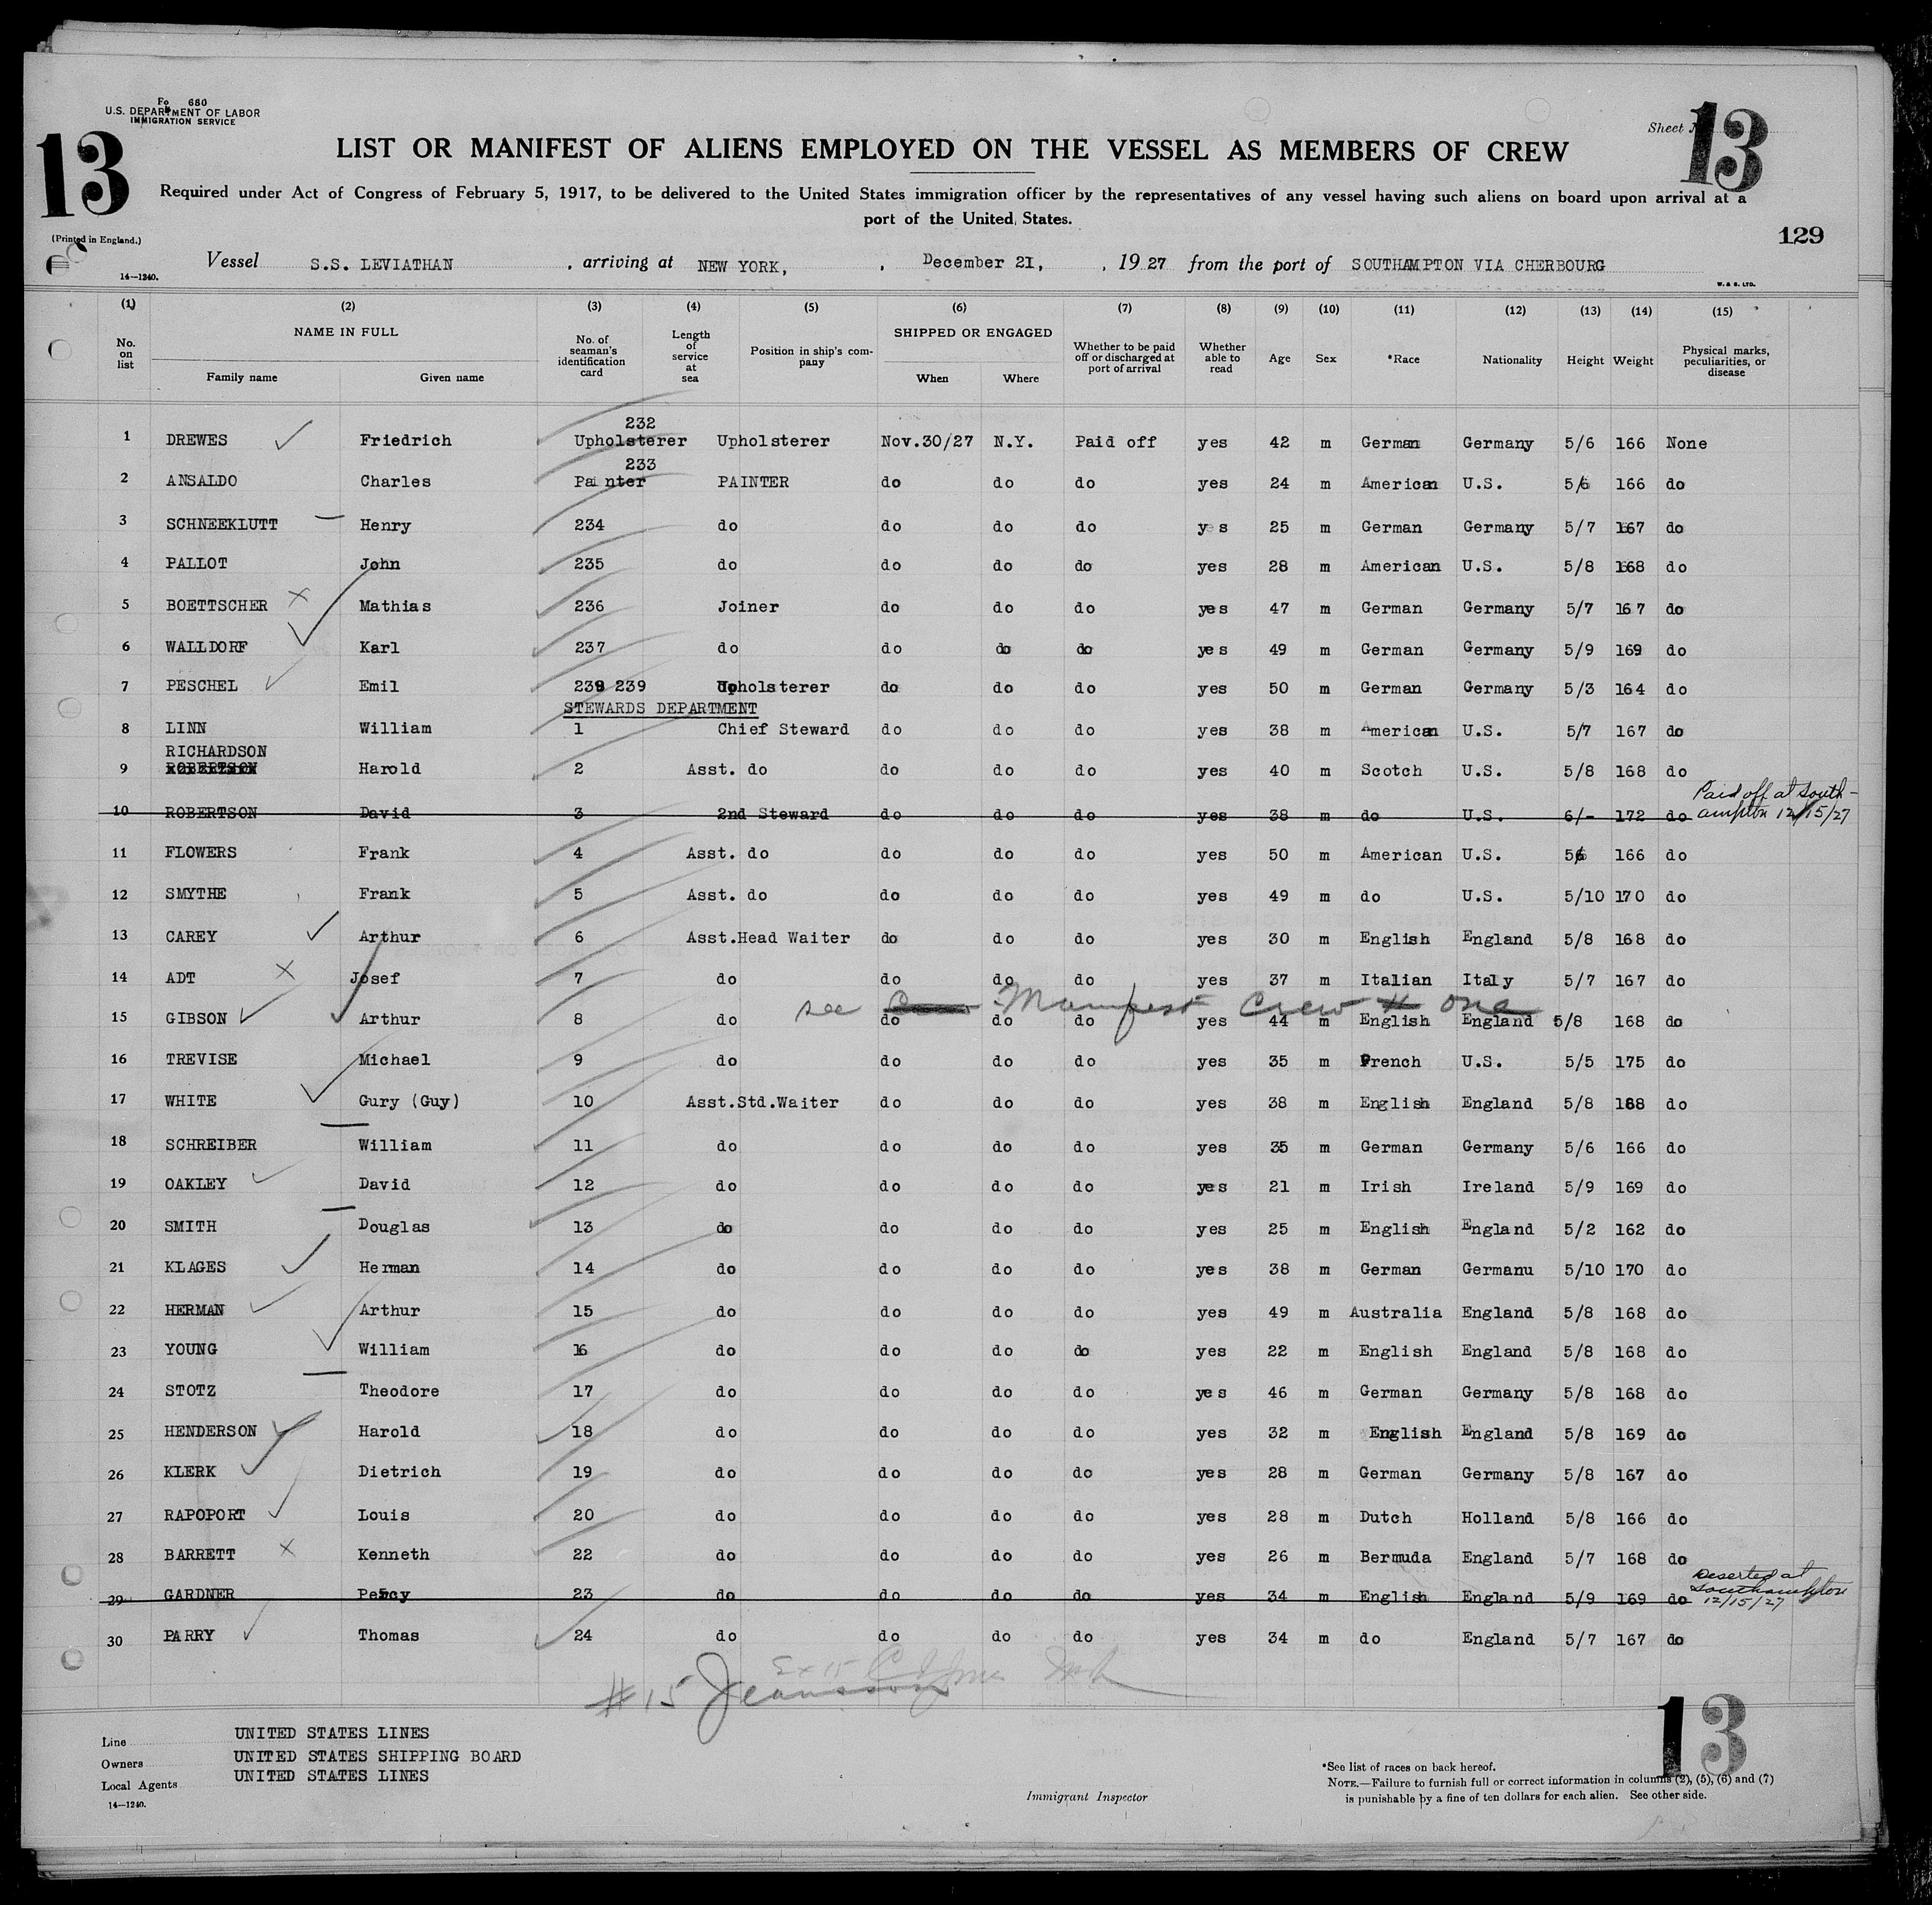 Fo 680
U.S. DEPARTMENT OF LABOR
IMMIGRATION SERVICE
13
Sheet
13
LIST OR MANIFEST OF ALIENS EMPLOYED ON THE VESSEL AS MEMBERS OF CREW
Required under Act of Congress of February 5, 1917, to be delivered to the United States immigration officer by the representatives of any vessel having such aliens on board upon arrival at a
port of the United States.
(Printed in England.)
129
Vessel S.S. LEVIATHAN , arriving at NEW YORK, , December 21, , 19 27 from the port of SOUTHAMPTON VIA CHERBOURG
14—1240.
W. & S. LTD.
(1) (2) (3) (4) (5) (6) (7) (8) (9) (10) (11) (12) (13) (14) (15)
No. on list NAME IN FULL Family name Given name No. of seaman's identification card Length of service at sea Position in ship's company SHIPPED OR ENGAGED When Where Whether to be paid off or discharged at port of arrival Whether able to read Age Sex *Race Nationality Height Weight Physical marks, peculiarities, or disease
232
1 DREWES Friedrich Upholsterer Upholsterer Nov.30/27 N.Y. Paid off yes 42 m German Germany 5/6 166 None
233
2 ANSALDO Charles Painter PAINTER do do do yes 24 m American U.S. 5/6 166 do
3 SCHNEEKLUTT Henry 234 do do do do yes 25 m German Germany 5/7 167 do
4 PALLOT John 235 do do do do yes 28 m American U.S. 5/8 168 do
5 BOETTSCHER Mathias 236 Joiner do do do yes 47 m German Germany 5/7 167 do
6 WALLDORF Karl 237 do do do do yes 49 m German Germany 5/9 169 do
7 PESCHEL Emil 239 239 Upholsterer do do do yes 50 m German Germany 5/3 164 do
STEWARDS DEPARTMENT
8 LINN William 1 Chief Steward do do do yes 38 m American U.S. 5/7 167 do
RICHARDSON
9 ROBERTSON Harold 2 Asst. do do do do yes 40 m Scotch U.S. 5/8 168 do
10 ROBERTSON David 3 2nd Steward do do do yes 38 m do U.S. 6/- 172 do Paid off at Southampton 12/15/27
11 FLOWERS Frank 4 Asst. do do do do yes 50 m American U.S. 56 166 do
12 SMYTHE Frank 5 Asst. do do do do yes 49 m do U.S. 5/10 170 do
13 CAREY Arthur 6 Asst.Head Waiter do do do yes 30 m English England 5/8 168 do
14 ADT Josef 7 do do do do yes 37 m Italian Italy 5/7 167 do
see Manifest Crew # one
15 GIBSON Arthur 8 do do do do yes 44 m English England 5/8 168 do
16 TREVISE Michael 9 do do do do yes 35 m French U.S. 5/5 175 do
17 WHITE Gury (Guy) 10 Asst.Std.Waiter do do do yes 38 m English England 5/8 168 do
18 SCHREIBER William 11 do do do do yes 35 m German Germany 5/6 166 do
19 OAKLEY David 12 do do do do yes 21 m Irish Ireland 5/9 169 do
20 SMITH Douglas 13 do do do do yes 25 m English England 5/2 162 do
21 KLAGES Herman 14 do do do do yes 38 m German Germanu 5/10 170 do
22 HERMAN Arthur 15 do do do do yes 49 m Australia England 5/8 168 do
23 YOUNG William 16 do do do do yes 22 m English England 5/8 168 do
24 STOTZ Theodore 17 do do do do yes 46 m German Germany 5/8 168 do
25 HENDERSON Harold 18 do do do do yes 32 m English England 5/8 169 do
26 KLERK Dietrich 19 do do do do yes 28 m German Germany 5/8 167 do
27 RAPOPORT Louis 20 do do do do yes 28 m Dutch Holland 5/8 166 do
28 BARRETT Kenneth 22 do do do do yes 26 m Bermuda England 5/7 168 do
29 GARDNER Percy 23 do do do do yes 34 m English England 5/9 169 do Deserted at Southampton 12/15/27
30 PARRY Thomas 24 do do do do yes 34 m do England 5/7 167 do
#15
Line UNITED STATES LINES
Owners UNITED STATES SHIPPING BOARD
Local Agents UNITED STATES LINES
14—1240.
Immigrant Inspector
*See list of races on back hereof.
NOTE.—Failure to furnish full or correct information in columns (2), (5), (6) and (7)
is punishable by a fine of ten dollars for each alien. See other side.
13